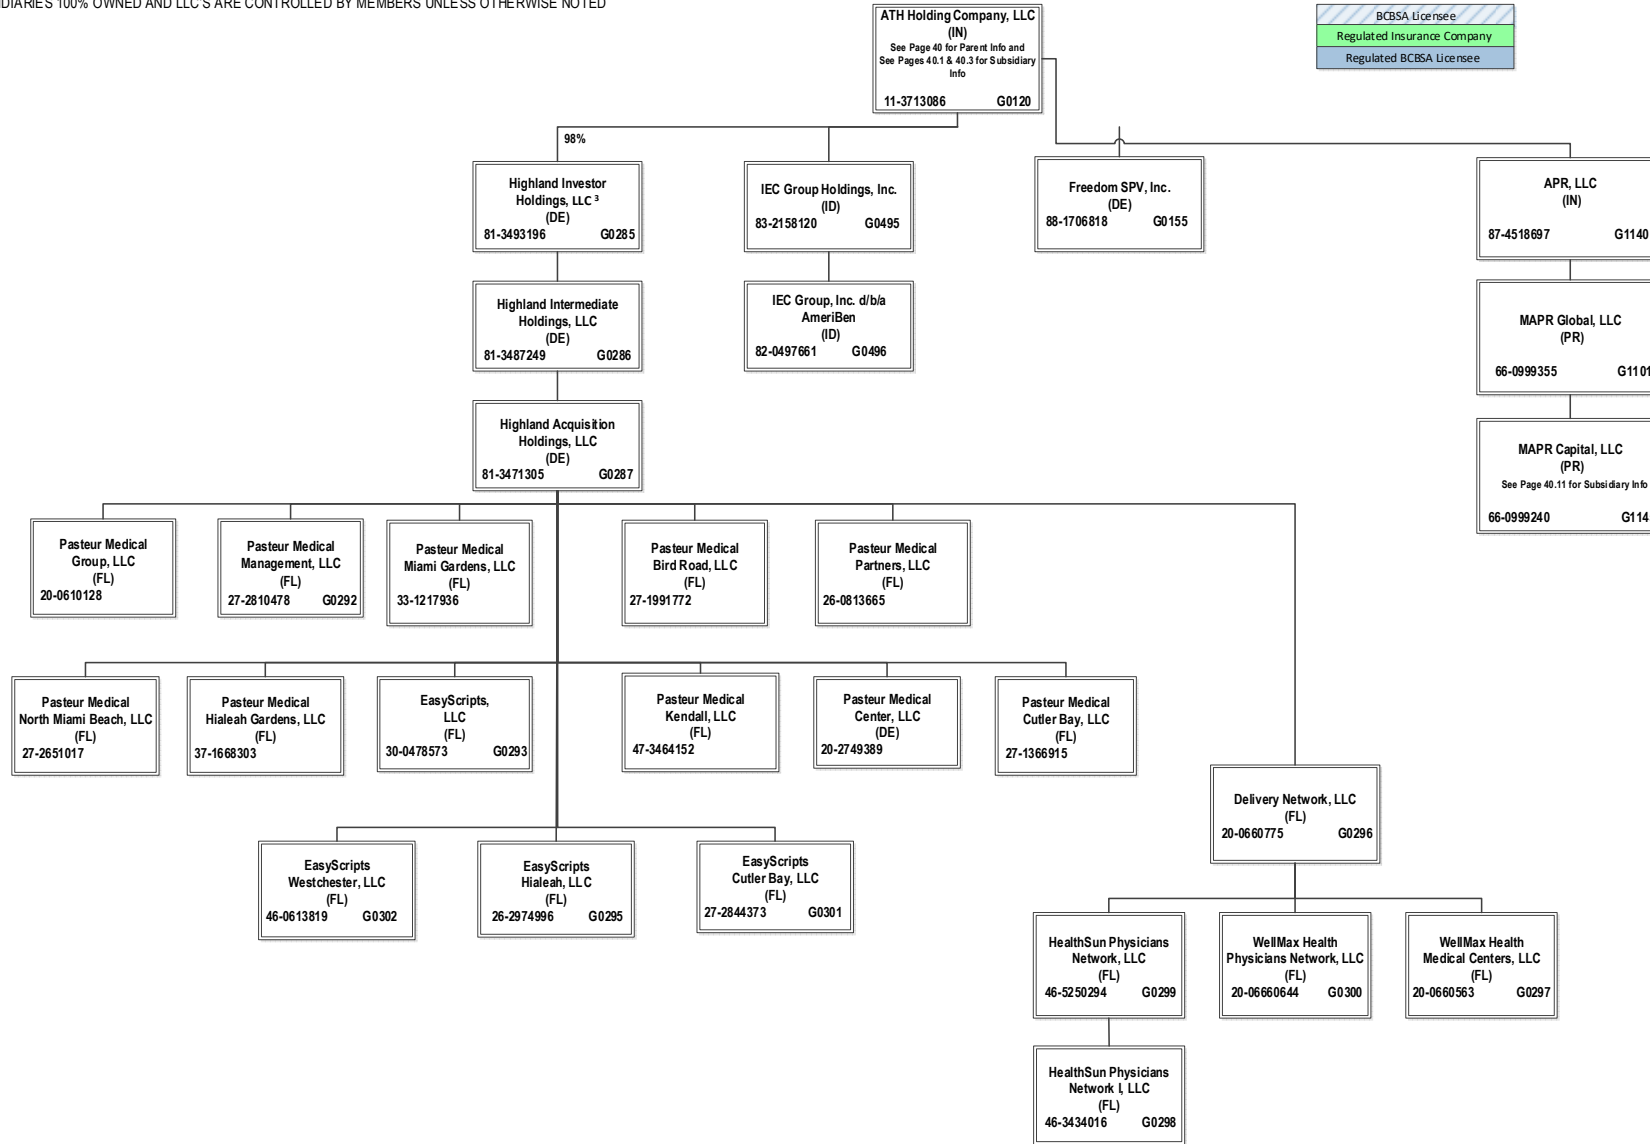 IDIARIES 100% OWNED AND LLC'S ARE CONTROLLED BY MEMBERS UNLESS OTHERWISE NOTED
ATH Holding Company, LLC
(IN)
See Page 40 for Parent Info and
See Pages 40.1 & 40.3 for Subsidiary
Info
11-3713086 G0120
BCBSA Licensee
Regulated Insurance Company
Regulated BCBSA Licensee
98%
Highland Investor
Holdings, LLC ³
(DE)
81-3493196 G0285
IEC Group Holdings, Inc.
(ID)
83-2158120 G0495
Freedom SPV, Inc.
(DE)
88-1706818 G0155
APR, LLC
(IN)
87-4518697 G1140
Highland Intermediate
Holdings, LLC
(DE)
81-3487249 G0286
IEC Group, Inc. d/b/a
AmeriBen
(ID)
82-0497661 G0496
MAPR Global, LLC
(PR)
66-0999355 G1101
Highland Acquisition
Holdings, LLC
(DE)
81-3471305 G0287
MAPR Capital, LLC
(PR)
See Page 40.11 for Subsidiary Info
66-0999240 G114
Pasteur Medical
Group, LLC
(FL)
20-0610128
Pasteur Medical
Management, LLC
(FL)
27-2810478 G0292
Pasteur Medical
Miami Gardens, LLC
(FL)
33-1217936
Pasteur Medical
Bird Road, LLC
(FL)
27-1991772
Pasteur Medical
Partners, LLC
(FL)
26-0813665
Pasteur Medical
North Miami Beach, LLC
(FL)
27-2651017
Pasteur Medical
Hialeah Gardens, LLC
(FL)
37-1668303
EasyScripts,
LLC
(FL)
30-0478573 G0293
Pasteur Medical
Kendall, LLC
(FL)
47-3464152
Pasteur Medical
Center, LLC
(DE)
20-2749389
Pasteur Medical
Cutler Bay, LLC
(FL)
27-1366915
Delivery Network, LLC
(FL)
20-0660775 G0296
EasyScripts
Westchester, LLC
(FL)
46-0613819 G0302
EasyScripts
Hialeah, LLC
(FL)
26-2974996 G0295
EasyScripts
Cutler Bay, LLC
(FL)
27-2844373 G0301
HealthSun Physicians
Network, LLC
(FL)
46-5250294 G0299
WellMax Health
Physicians Network, LLC
(FL)
20-06660644 G0300
WellMax Health
Medical Centers, LLC
(FL)
20-0660563 G0297
HealthSun Physicians
Network I, LLC
(FL)
46-3434016 G0298